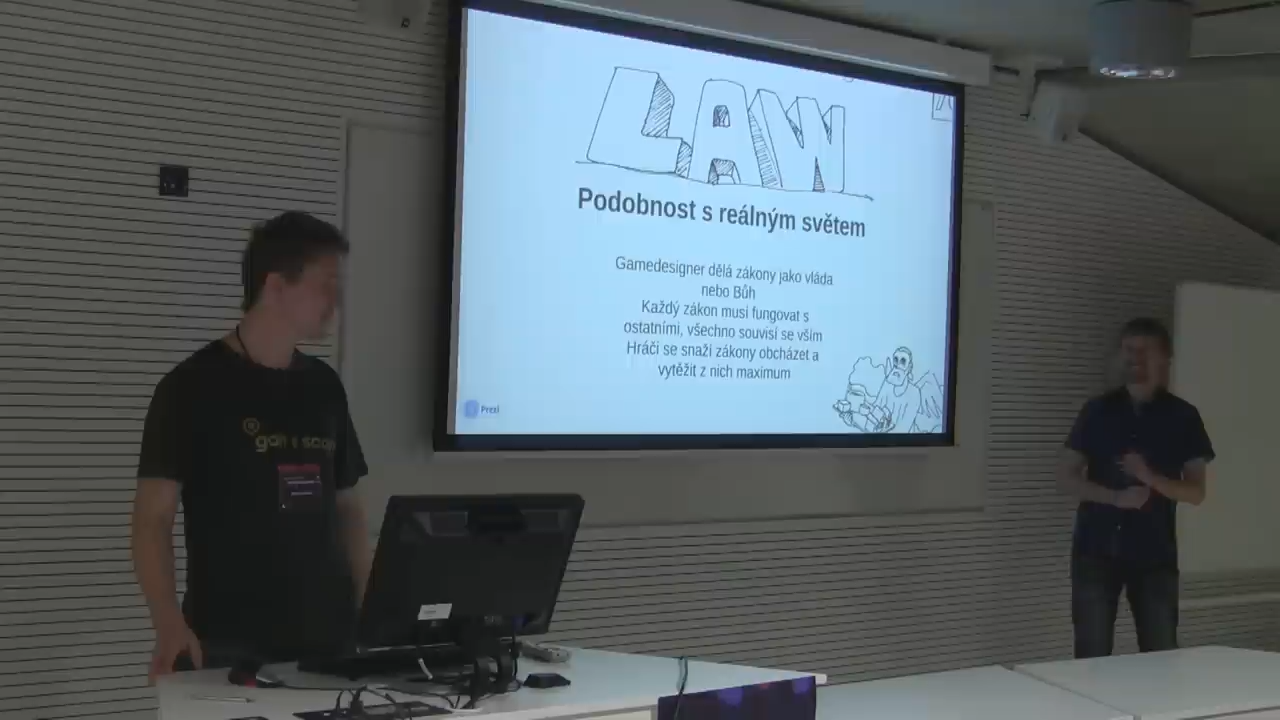 LAW
Podobnost s reálným světem
Gamedesigner dělá zákony jako vláda
nebo Bůh
Každý zákon musí fungovat s
ostatními, všechno souvisí se vším
Hráči se snaží zákony obcházet a
vytěžit z nich maximum
Prezi